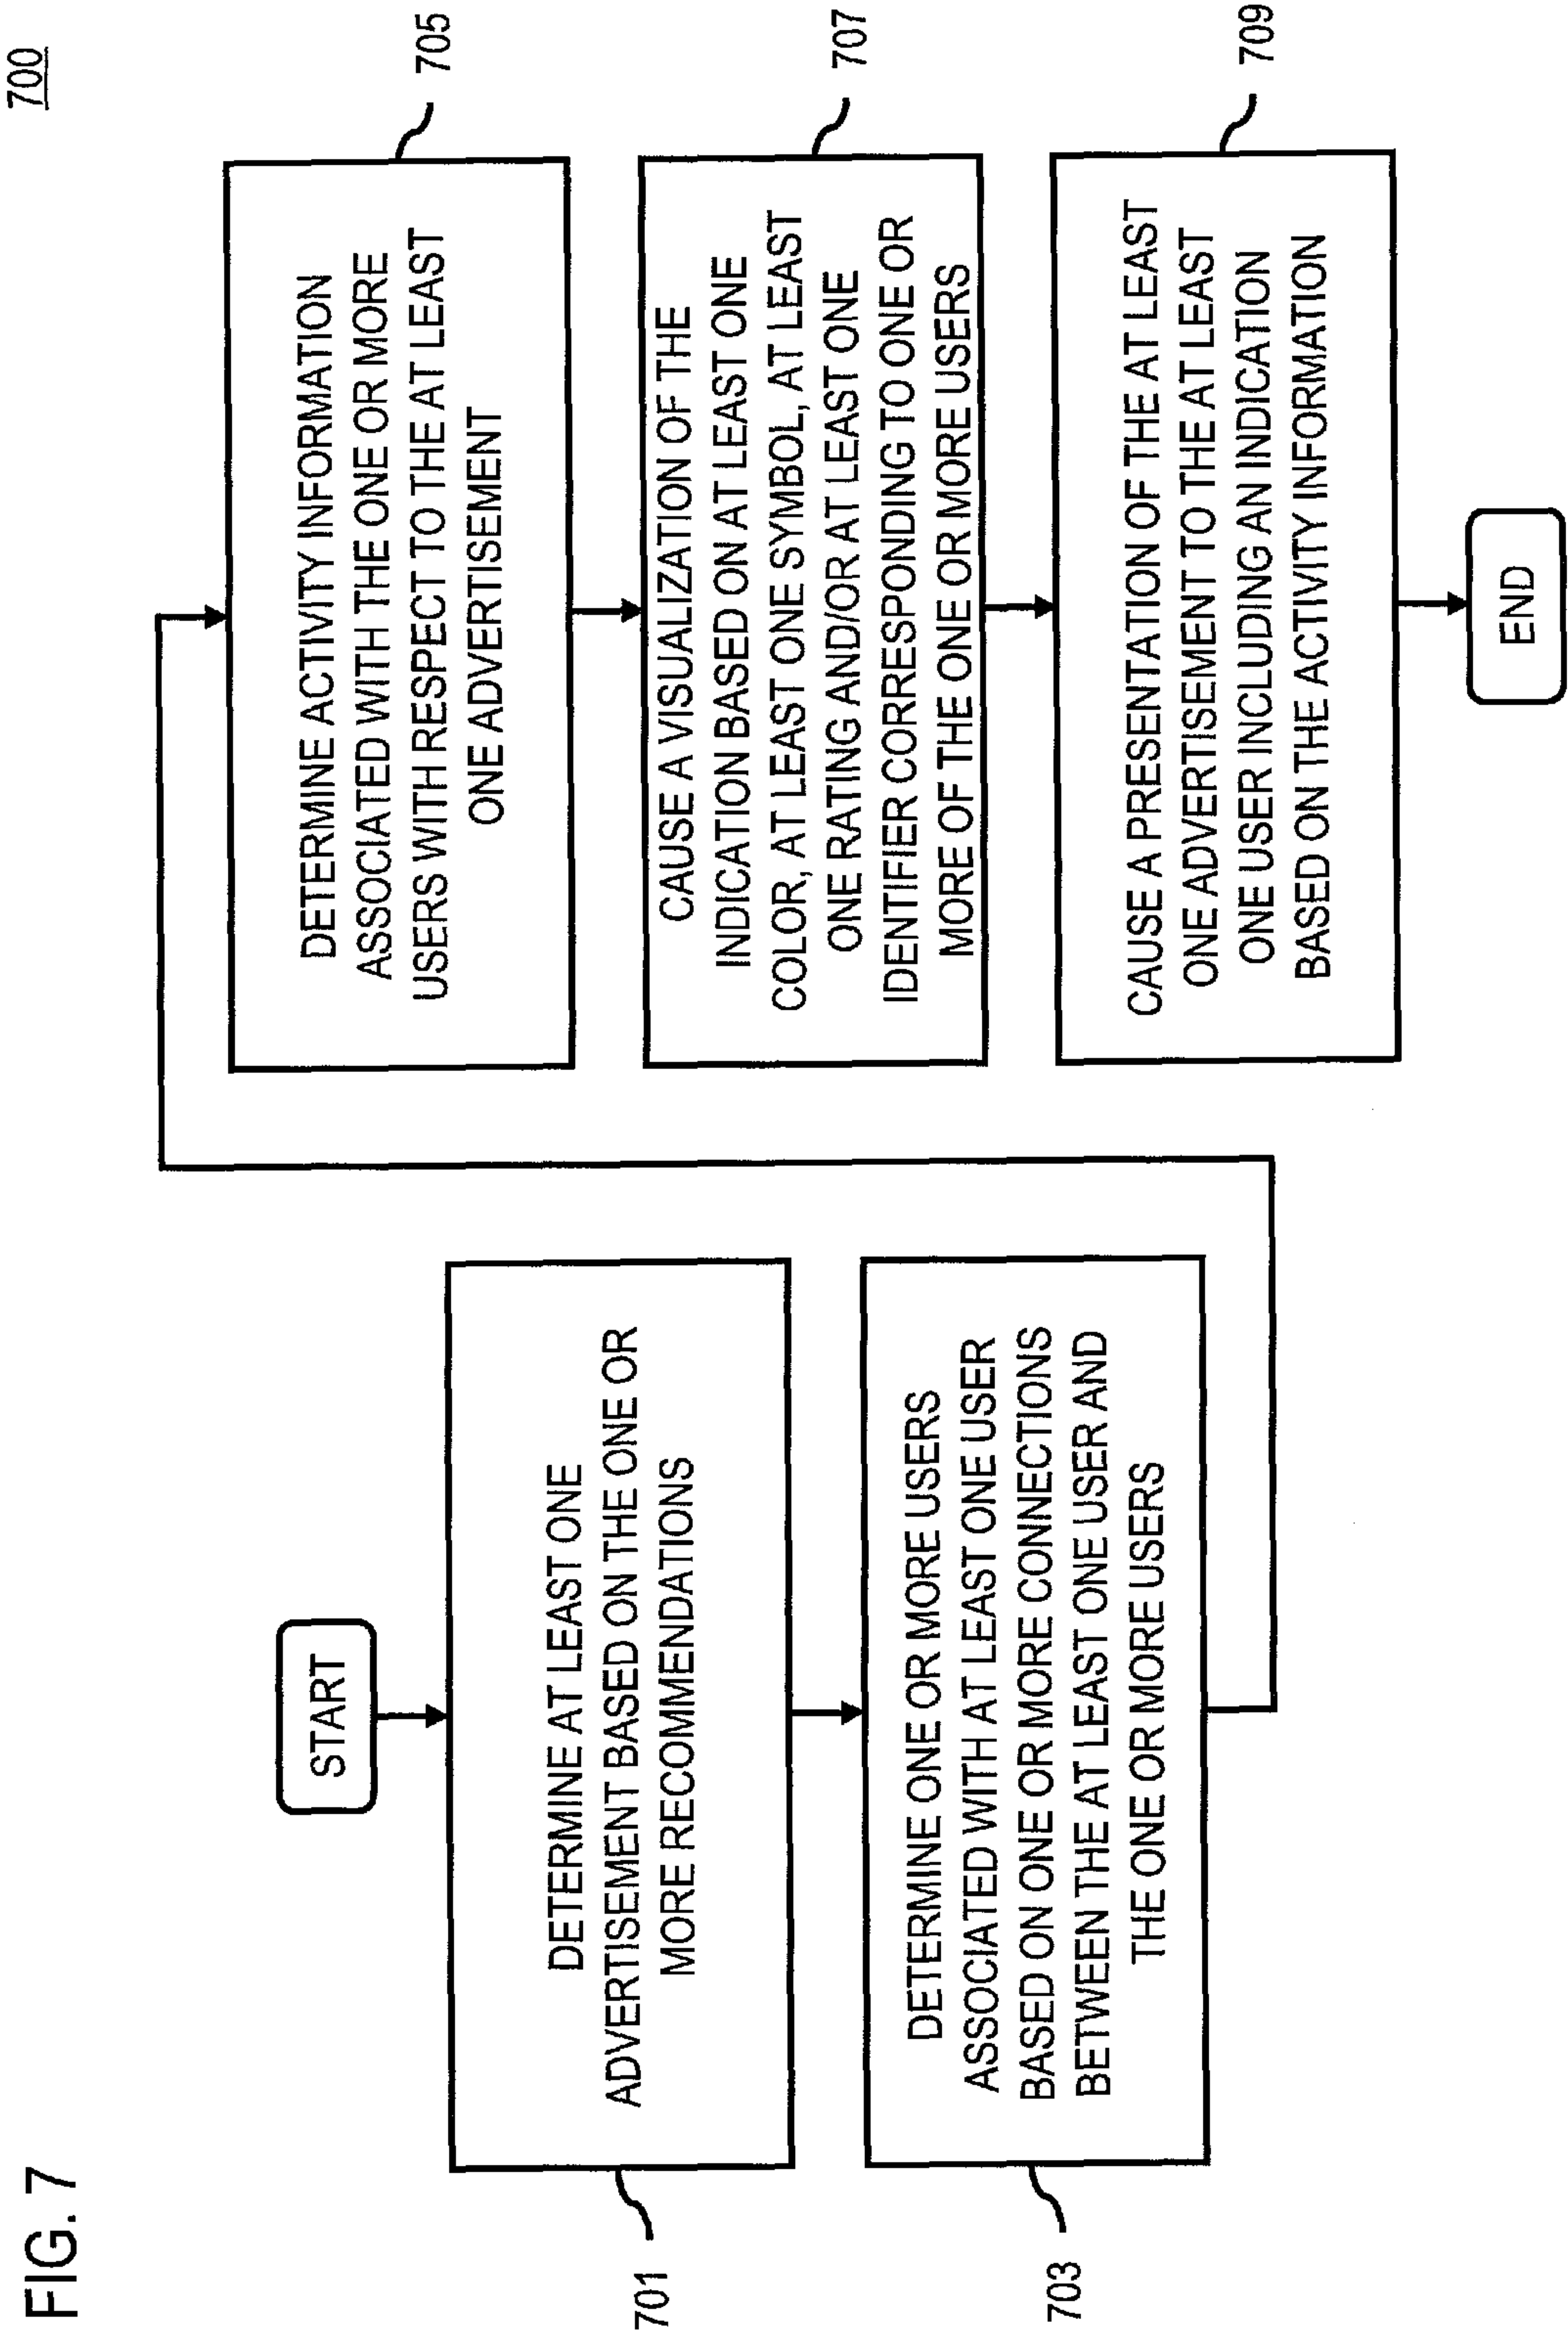 FIG. 7
700
START
DETERMINE AT LEAST ONE
ADVERTISEMENT BASED ON THE ONE OR
MORE RECOMMENDATIONS
701
DETERMINE ONE OR MORE USERS
ASSOCIATED WITH AT LEAST ONE USER
BASED ON ONE OR MORE CONNECTIONS
BETWEEN THE AT LEAST ONE USER AND
THE ONE OR MORE USERS
703
DETERMINE ACTIVITY INFORMATION
ASSOCIATED WITH THE ONE OR MORE
USERS WITH RESPECT TO THE AT LEAST
ONE ADVERTISEMENT
705
CAUSE A VISUALIZATION OF THE
INDICATION BASED ON AT LEAST ONE
COLOR, AT LEAST ONE SYMBOL, AT LEAST
ONE RATING AND/OR AT LEAST ONE
IDENTIFIER CORRESPONDING TO ONE OR
MORE OF THE ONE OR MORE USERS
707
CAUSE A PRESENTATION OF THE AT LEAST
ONE ADVERTISEMENT TO THE AT LEAST
ONE USER INCLUDING AN INDICATION
BASED ON THE ACTIVITY INFORMATION
709
END